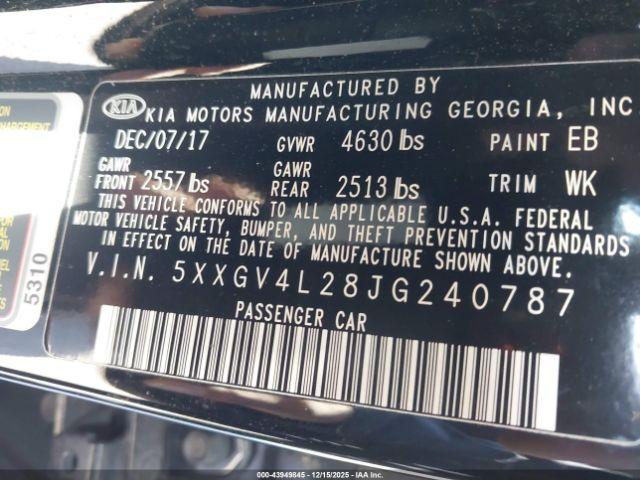 MANUFACTURED BY
KIA KIA MOTORS MANUFACTURING GEORGIA, INC
DEC/07/17 GVWR 4630 lbs PAINT EB
GAWR FRONT 2557 lbs GAWR REAR 2513 lbs TRIM WK
THIS VEHICLE CONFORMS TO ALL APPLICABLE U.S.A. FEDERAL
MOTOR VEHICLE SAFETY, BUMPER, AND THEFT PREVENTION STANDARDS
IN EFFECT ON THE DATE OF MANUFACTURE SHOWN ABOVE.
V.I.N. 5XXGV4L28JG240787
PASSENGER CAR
5310
000-43949845 - 12/15/2025 - IAAI.CA